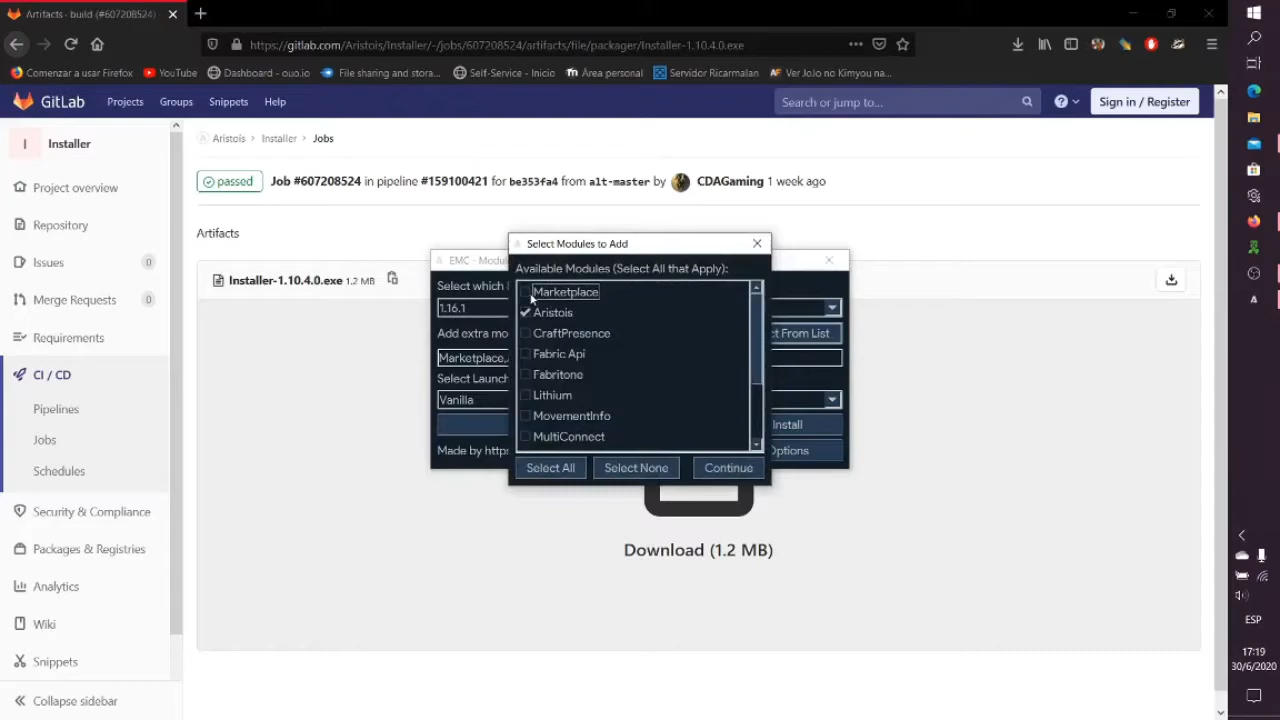 Artifacts · build (#607208524)
https://gitlab.com/Aristois/Installer/-/jobs/607208524/artifacts/file/packager/Installer-1.10.4.0.exe
Comenzar a usar Firefox
YouTube
Dashboard - ouo.io
File sharing and stora...
Self-Service - Inicio
Área personal
Servidor Ricarmalan
Ver JoJo no Kimyou na...
GitLab
Projects
Groups
Snippets
Help
Search or jump to...
Sign in / Register
I
Installer
Project overview
Repository
Issues 0
Merge Requests 0
Requirements
CI / CD
Pipelines
Jobs
Schedules
Security & Compliance
Packages & Registries
Analytics
Wiki
Snippets
Collapse sidebar
Aristois > Installer > Jobs
passed Job #607208524 in pipeline #159100421 for be353fa4 from alt-master by CDAGaming 1 week ago
Artifacts
Installer-1.10.4.0.exe 1.2 MB
Download (1.2 MB)
EMC - Modu
Select which
1.16.1
Add extra mo
ct From List
Marketplace,
Select Launc
Vanilla
Install
Made by http
Options
Select Modules to Add
Available Modules (Select All that Apply):
Marketplace
Aristois
CraftPresence
Fabric Api
Fabritone
Lithium
MovementInfo
MultiConnect
Select All
Select None
Continue
ESP
17:19
30/6/2020